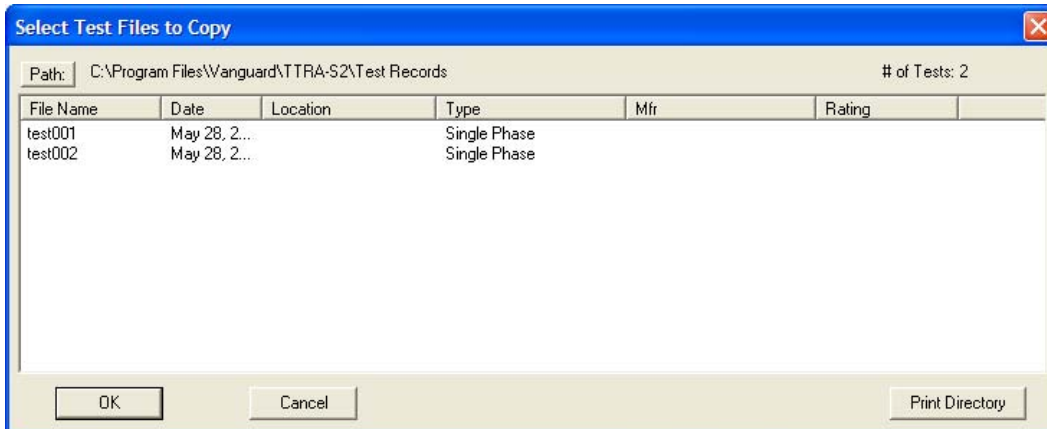 Select Test Files to Copy
Path: C:\Program Files\Vanguard\TTRA-S2\Test Records # of Tests: 2
File Name Date Location Type Mfr Rating
test001 May 28, 2... Single Phase
test002 May 28, 2... Single Phase
OK Cancel Print Directory